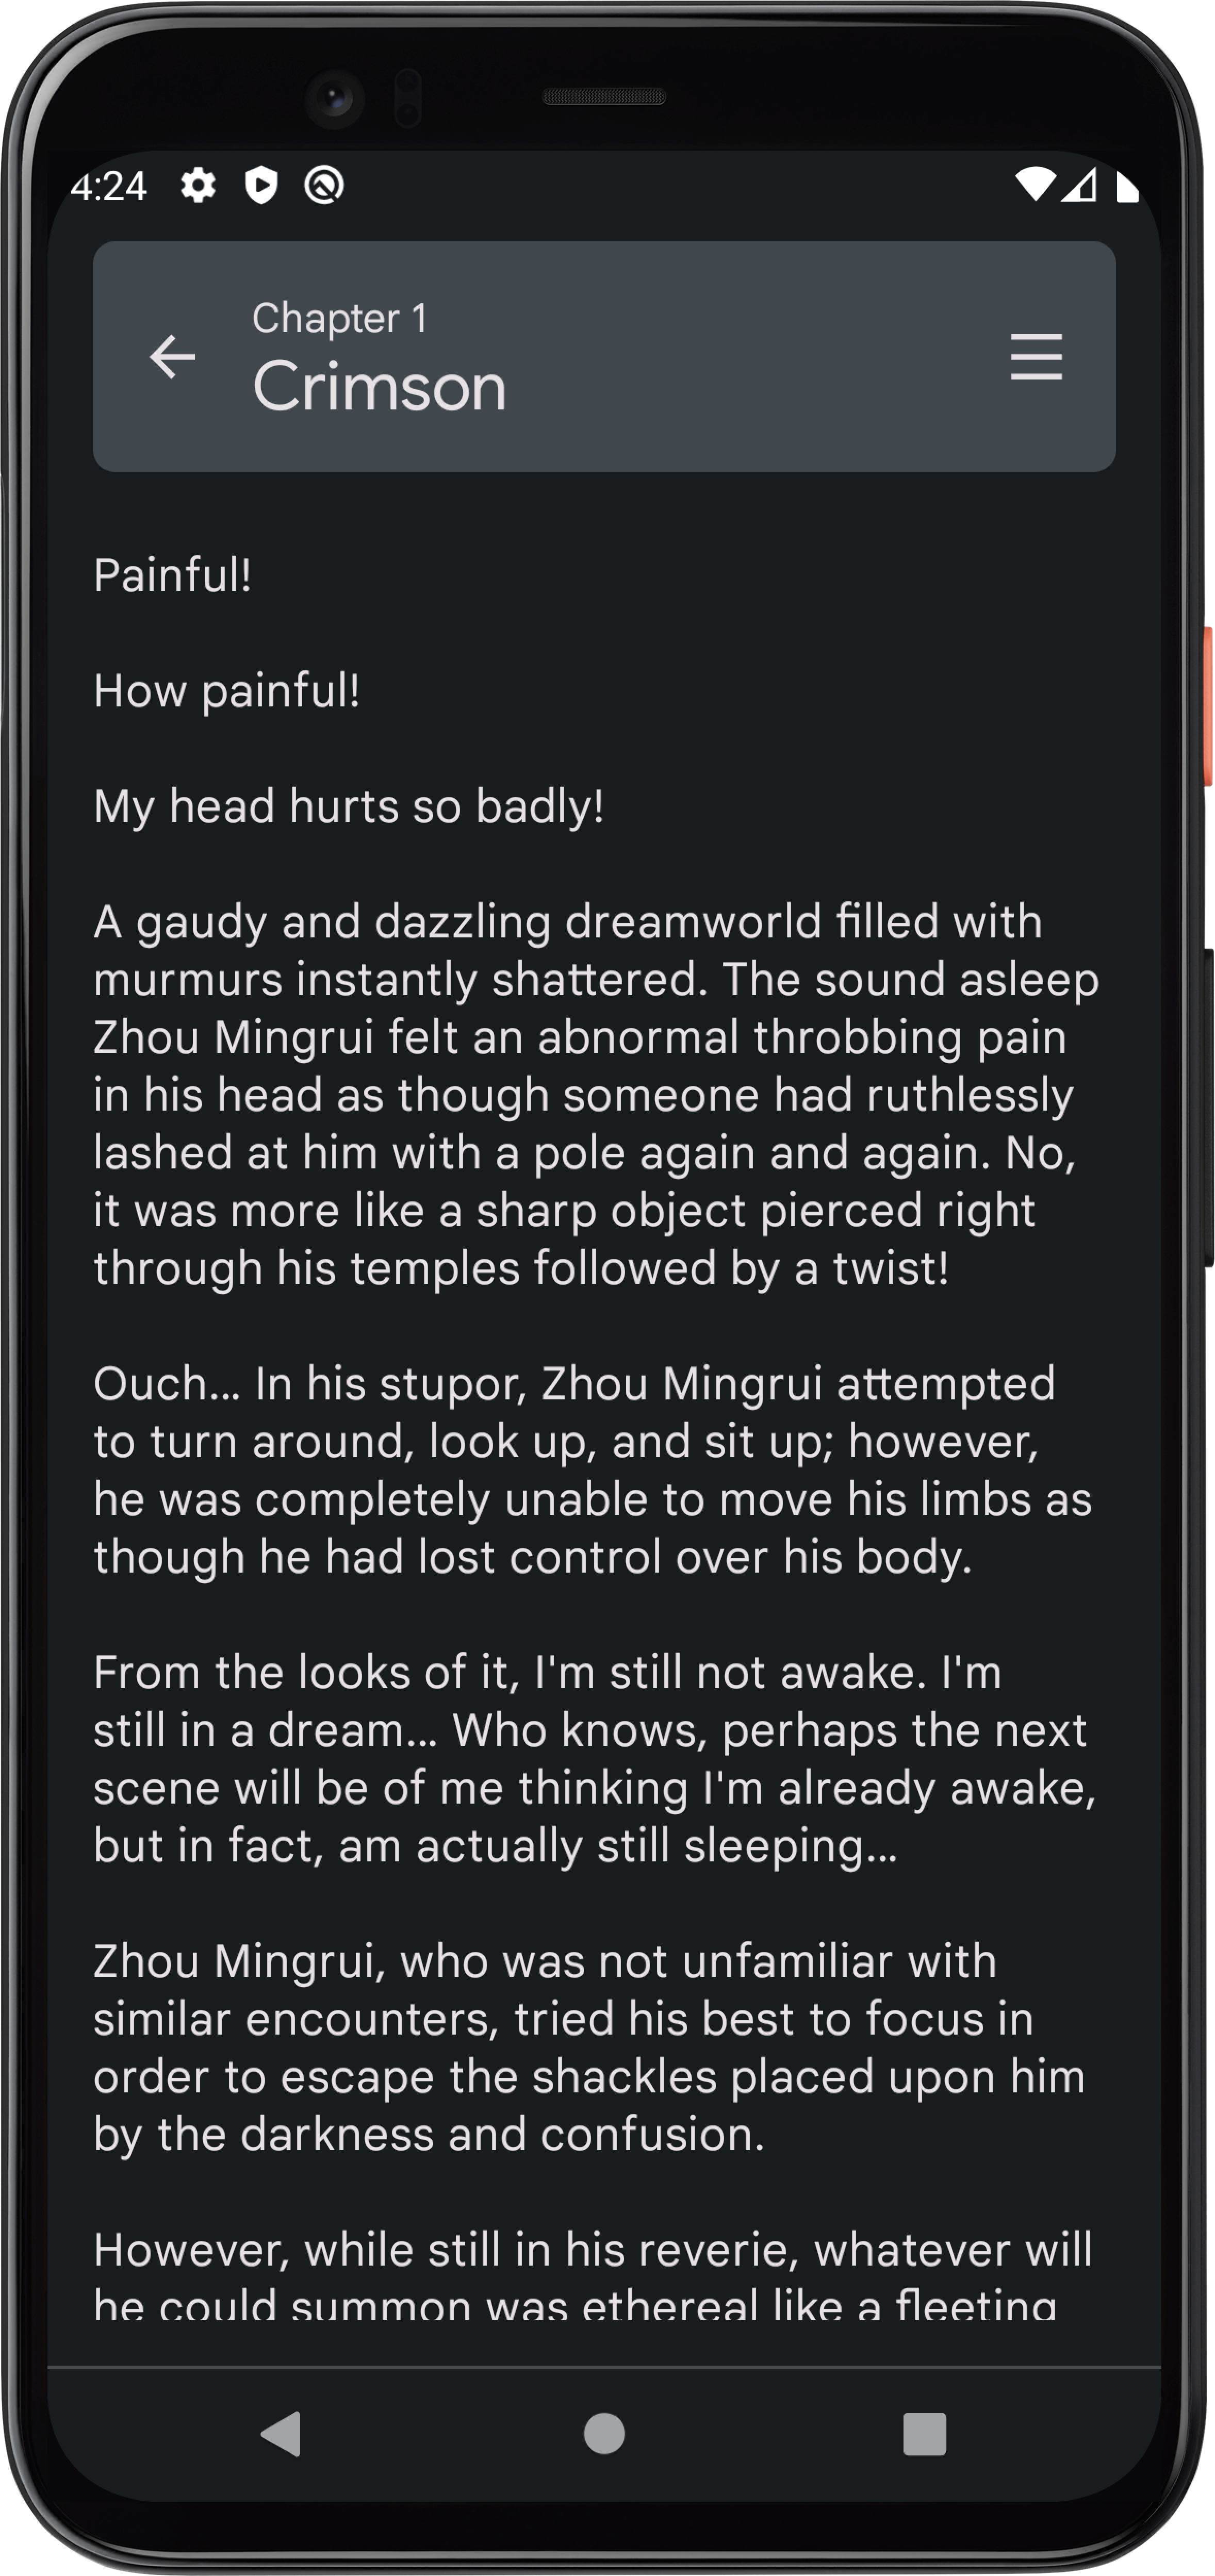 4:24
Chapter 1
Crimson
Painful!
How painful!
My head hurts so badly!
A gaudy and dazzling dreamworld filled with
murmurs instantly shattered. The sound asleep
Zhou Mingrui felt an abnormal throbbing pain
in his head as though someone had ruthlessly
lashed at him with a pole again and again. No,
it was more like a sharp object pierced right
through his temples followed by a twist!
Ouch... In his stupor, Zhou Mingrui attempted
to turn around, look up, and sit up; however,
he was completely unable to move his limbs as
though he had lost control over his body.
From the looks of it, I'm still not awake. I'm
still in a dream... Who knows, perhaps the next
scene will be of me thinking I'm already awake,
but in fact, am actually still sleeping...
Zhou Mingrui, who was not unfamiliar with
similar encounters, tried his best to focus in
order to escape the shackles placed upon him
by the darkness and confusion.
However, while still in his reverie, whatever will
he could summon was ethereal like a fleeting